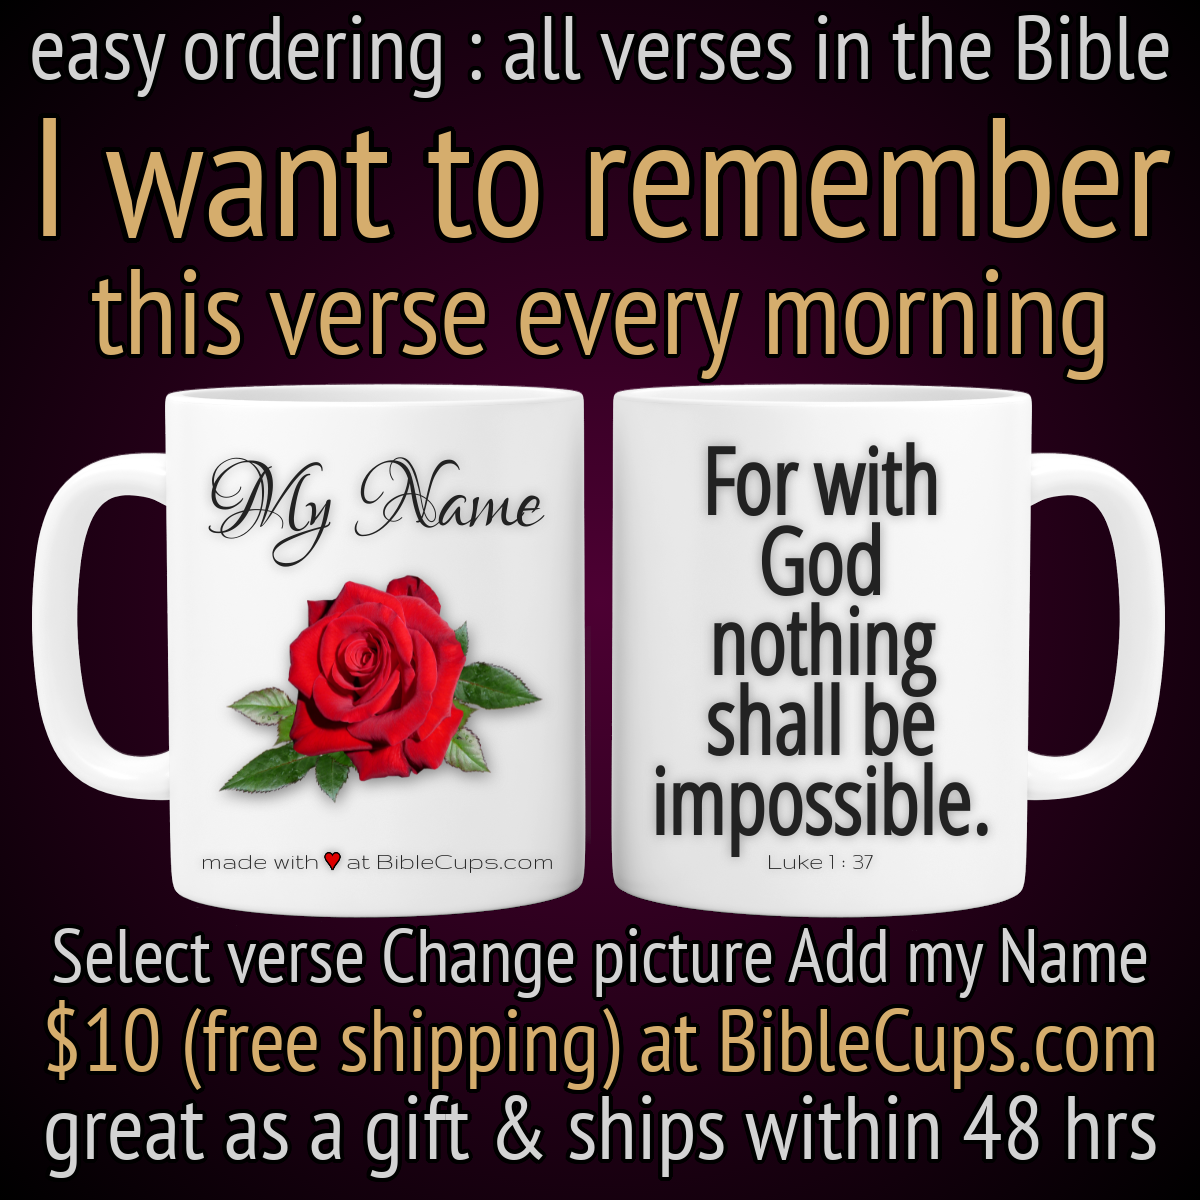 easy ordering : all verses in the Bible
I want to remember
this verse every morning
My Name
made with ♥ at BibleCups.com
For with
God
nothing
shall be
impossible.
Luke 1 : 37
Select verse Change picture Add my Name
$10 (free shipping) at BibleCups.com
great as a gift & ships within 48 hrs